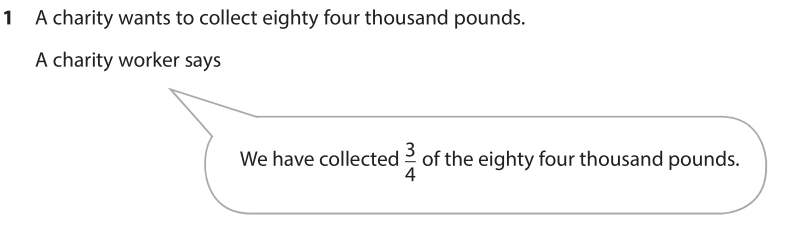 1 A charity wants to collect eighty four thousand pounds.
A charity worker says
We have collected 3/4 of the eighty four thousand pounds.